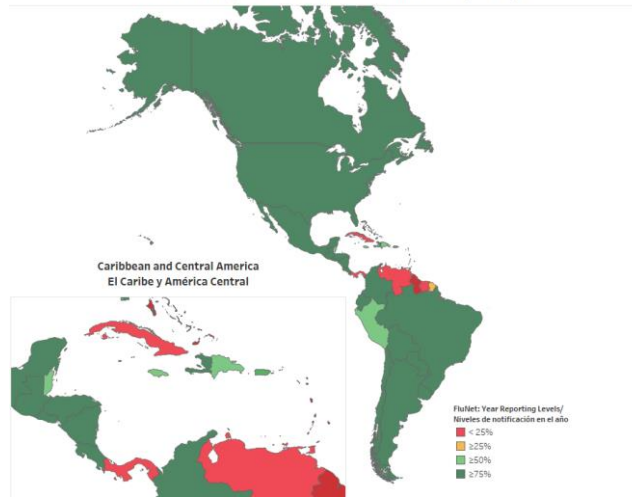 Caribbean and Central America
El Caribe y América Central
FluNet: Year Reporting Levels/
Niveles de notificación en el año
< 25%
≥25%
≥50%
≥75%